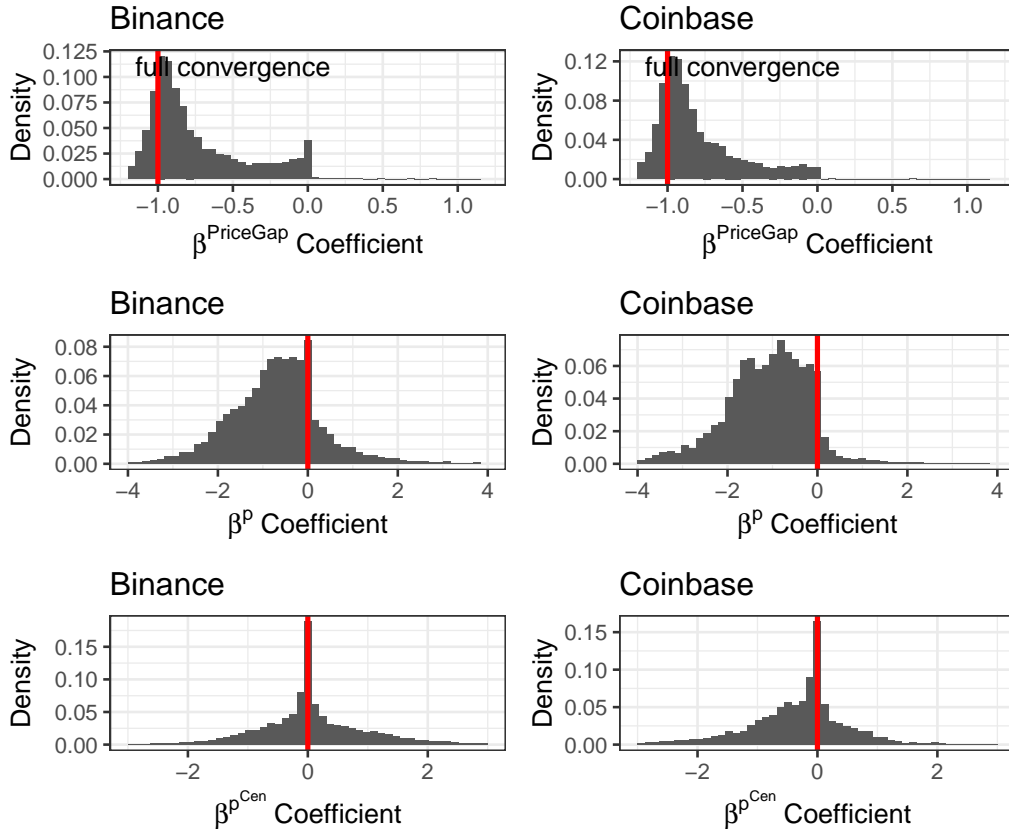 Binance
Coinbase
full convergence
full convergence
Density
0.125
0.100
0.075
0.050
0.025
0.000
Density
0.12
0.08
0.04
0.00
−1.0 −0.5 0.0 0.5 1.0
−1.0 −0.5 0.0 0.5 1.0
β^PriceGap Coefficient
β^PriceGap Coefficient
Binance
Coinbase
Density
0.08
0.06
0.04
0.02
0.00
Density
0.06
0.04
0.02
0.00
−4 −2 0 2 4
−4 −2 0 2 4
β^p Coefficient
β^p Coefficient
Binance
Coinbase
Density
0.15
0.10
0.05
0.00
Density
0.15
0.10
0.05
0.00
−2 0 2
−2 0 2
β^p^Cen Coefficient
β^p^Cen Coefficient